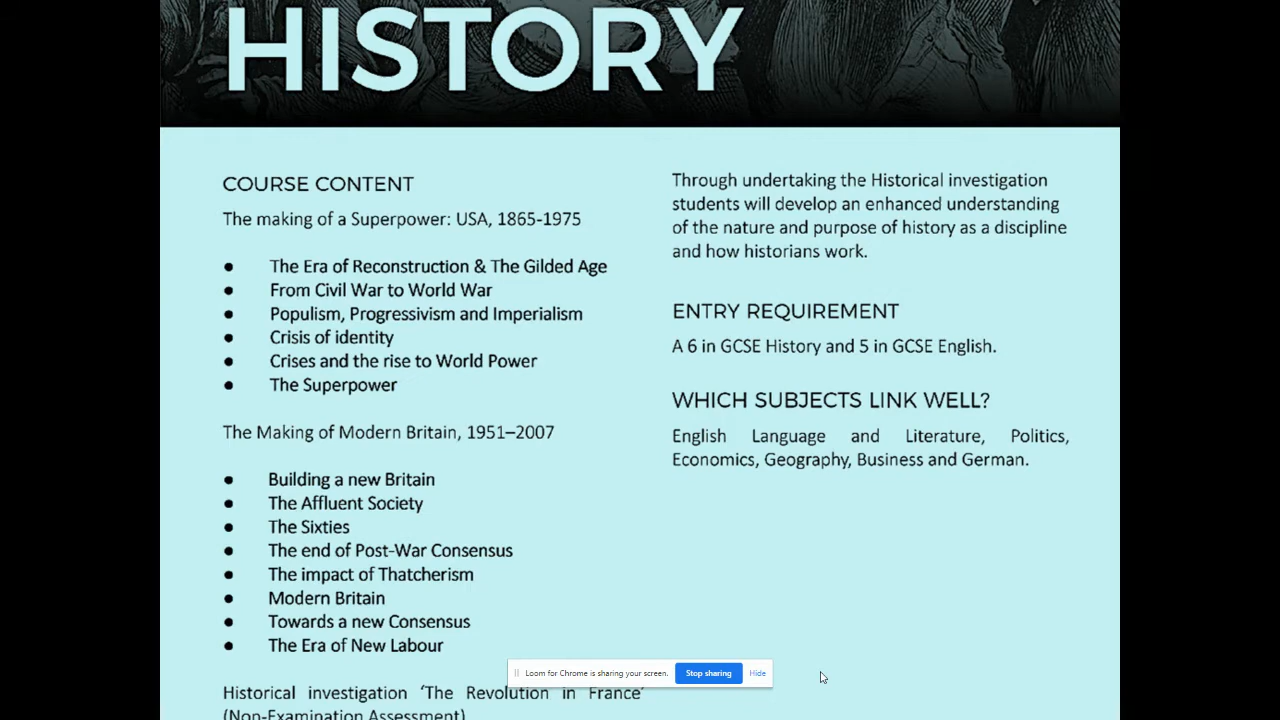 HISTORY
COURSE CONTENT
The making of a Superpower: USA, 1865-1975
● The Era of Reconstruction & The Gilded Age
● From Civil War to World War
● Populism, Progressivism and Imperialism
● Crisis of identity
● Crises and the rise to World Power
● The Superpower
The Making of Modern Britain, 1951–2007
● Building a new Britain
● The Affluent Society
● The Sixties
● The end of Post-War Consensus
● The impact of Thatcherism
● Modern Britain
● Towards a new Consensus
● The Era of New Labour
Historical investigation ‘The Revolution in France’
(Non-Examination Assessment)
Through undertaking the Historical investigation
students will develop an enhanced understanding
of the nature and purpose of history as a discipline
and how historians work.
ENTRY REQUIREMENT
A 6 in GCSE History and 5 in GCSE English.
WHICH SUBJECTS LINK WELL?
English Language and Literature, Politics,
Economics, Geography, Business and German.
Loom for Chrome is sharing your screen. Stop sharing Hide